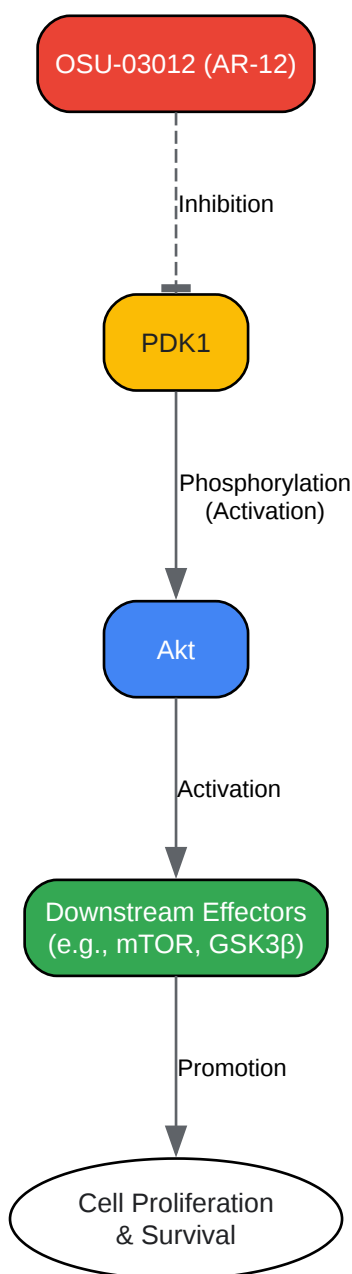 OSU-03012 (AR-12)
Inhibition
PDK1
Phosphorylation
(Activation)
Akt
Activation
Downstream Effectors
(e.g., mTOR, GSK3β)
Promotion
Cell Proliferation
& Survival